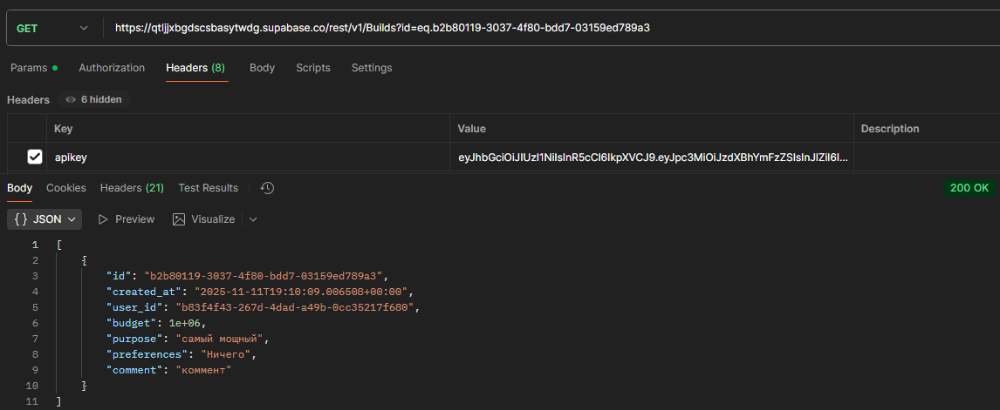 GET https://qtljjxbgdscsbasytwdg.supabase.co/rest/v1/Builds?id=eq.b2b80119-3037-4f80-bdd7-03159ed789a3
Params Authorization Headers (8) Body Scripts Settings
Headers 6 hidden
Key Value Description
apikey eyJhbGciOiJIUzI1NiIsInR5cCI6IkpXVCJ9.eyJpc3MiOiJzdXBhYmFzZSIsInJlZiI6I...
Body Cookies Headers (21) Test Results 200 OK
{} JSON Preview Visualize
1 [
2 {
3 "id": "b2b80119-3037-4f80-bdd7-03159ed789a3",
4 "created_at": "2025-11-11T19:10:09.006508+00:00",
5 "user_id": "b83f4f43-267d-4dad-a49b-0cc35217f680",
6 "budget": 1e+06,
7 "purpose": "самый мощный",
8 "preferences": "Ничего",
9 "comment": "коммент"
10 }
11 ]